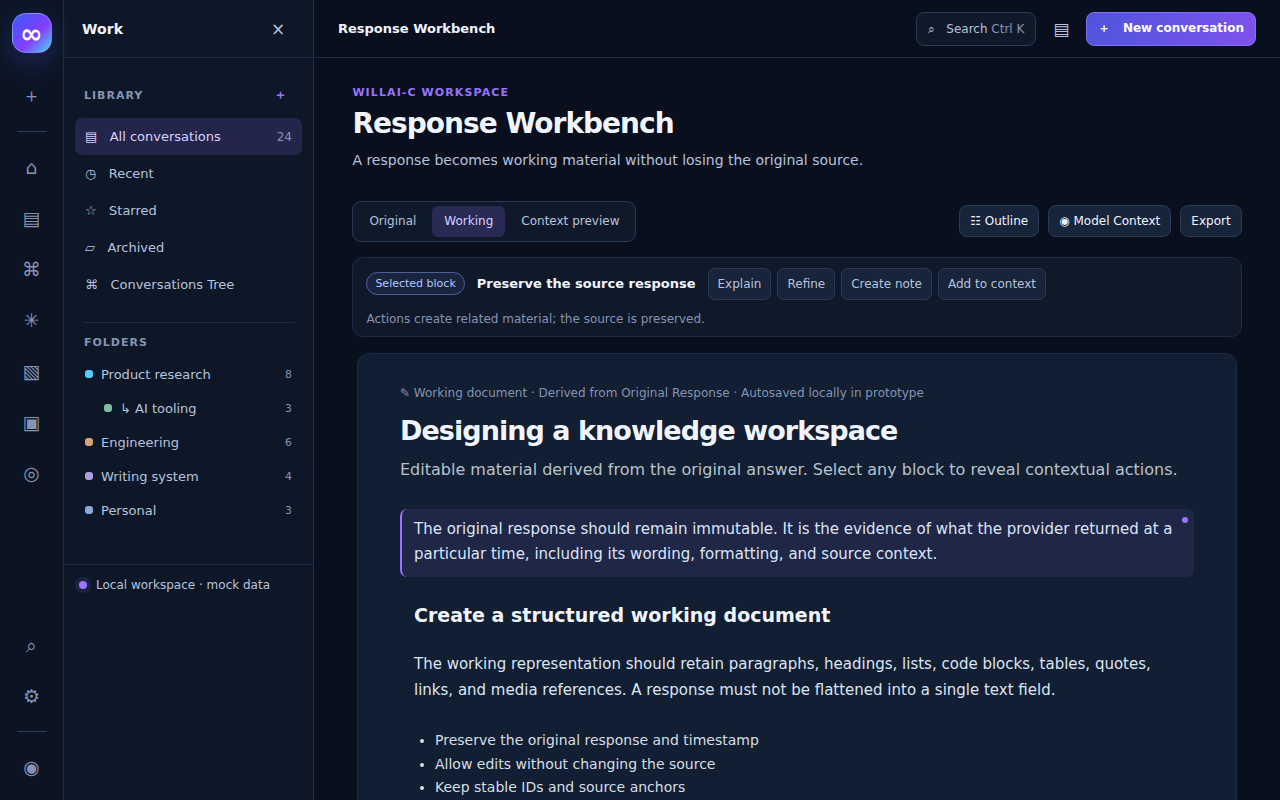 Work
Response Workbench
Search Ctrl K
New conversation
LIBRARY
All conversations 24
Recent
Starred
Archived
Conversations Tree
FOLDERS
Product research 8
↳ AI tooling 3
Engineering 6
Writing system 4
Personal 3
Local workspace · mock data
WILLAI-C WORKSPACE
Response Workbench
A response becomes working material without losing the original source.
Original Working Context preview
Outline Model Context Export
Selected block Preserve the source response Explain Refine Create note Add to context
Actions create related material; the source is preserved.
✎ Working document · Derived from Original Response · Autosaved locally in prototype
Designing a knowledge workspace
Editable material derived from the original answer. Select any block to reveal contextual actions.
The original response should remain immutable. It is the evidence of what the provider returned at a
particular time, including its wording, formatting, and source context.
Create a structured working document
The working representation should retain paragraphs, headings, lists, code blocks, tables, quotes,
links, and media references. A response must not be flattened into a single text field.
• Preserve the original response and timestamp
• Allow edits without changing the source
• Keep stable IDs and source anchors